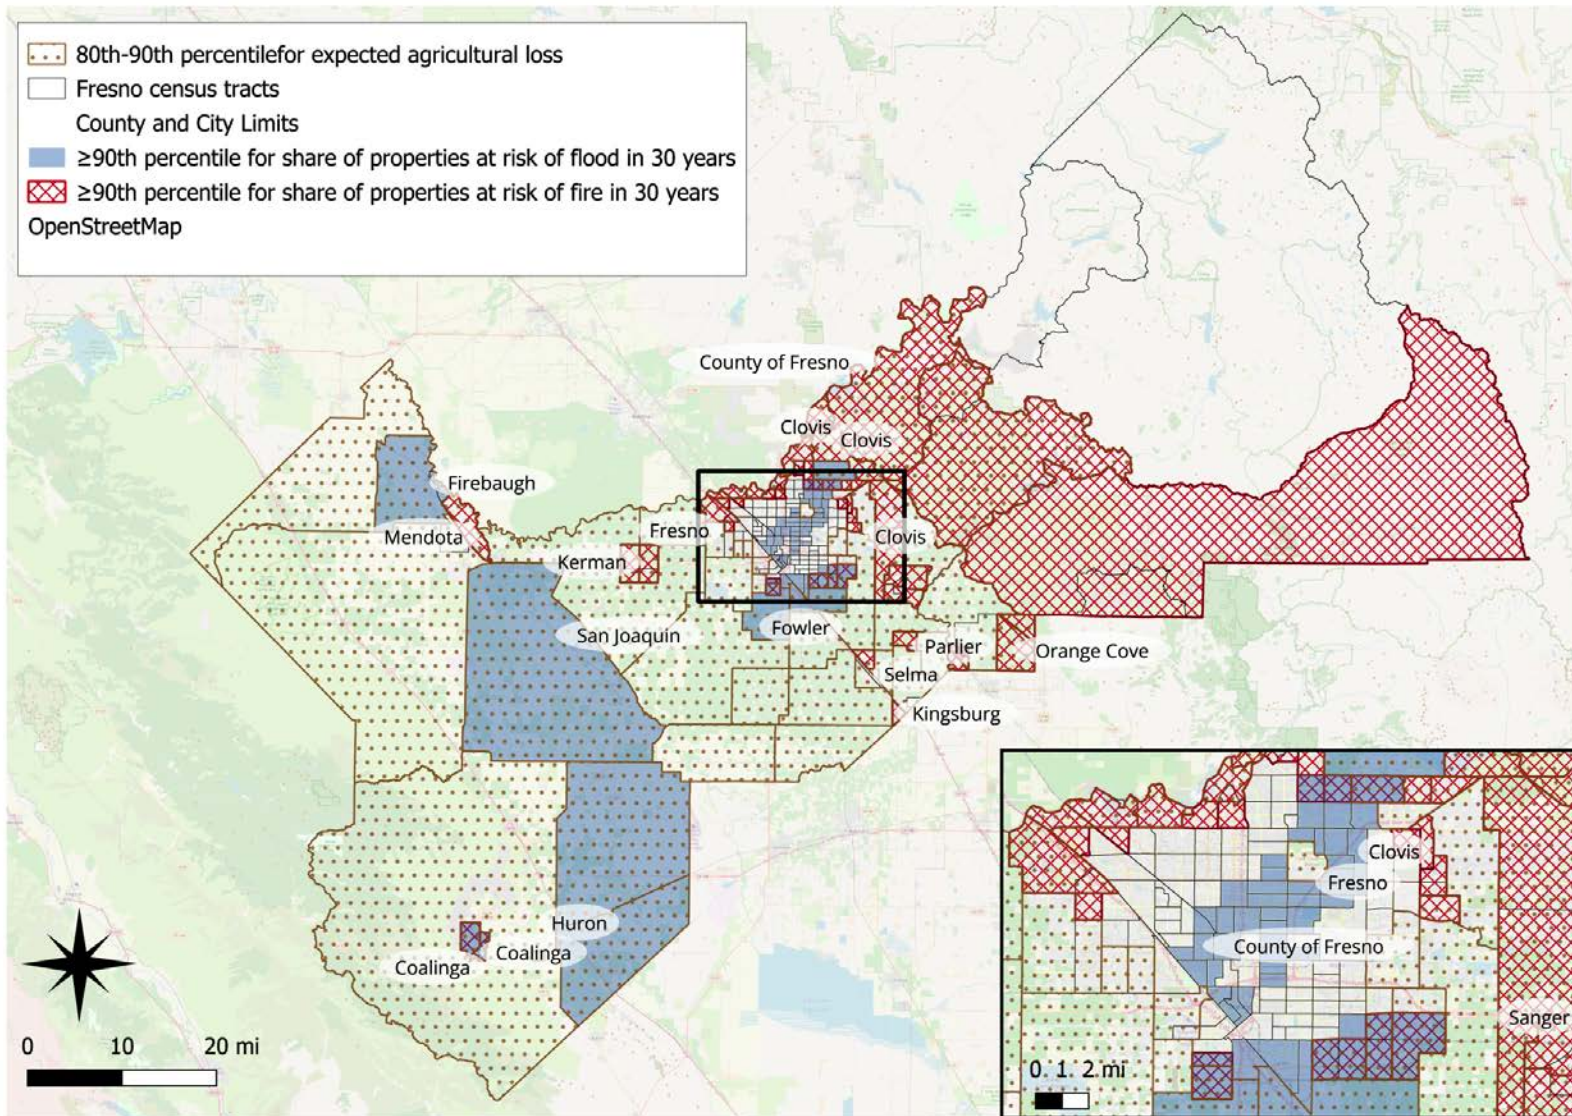 80th-90th percentilefor expected agricultural loss
Fresno census tracts
County and City Limits
≥90th percentile for share of properties at risk of flood in 30 years
≥90th percentile for share of properties at risk of fire in 30 years
OpenStreetMap
County of Fresno
Clovis
Clovis
Firebaugh
Mendota
Fresno
Clovis
Kerman
San Joaquin
Fowler
Parlier
Orange Cove
Selma
Kingsburg
Huron
Coalinga
Coalinga
0 10 20 mi
Clovis
Fresno
County of Fresno
Sanger
0. 1. 2 mi